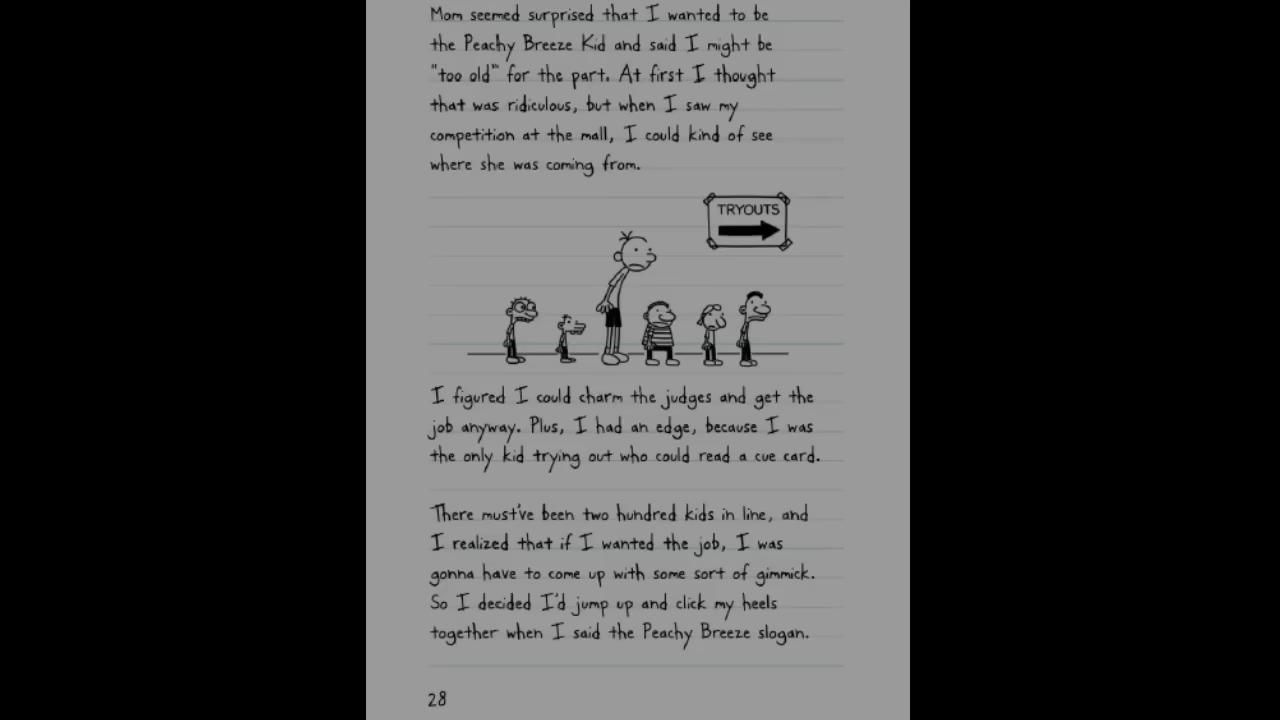 Mom seemed surprised that I wanted to be
the Peachy Breeze Kid and said I might be
"too old" for the part. At first I thought
that was ridiculous, but when I saw my
competition at the mall, I could kind of see
where she was coming from.
TRYOUTS
I figured I could charm the judges and get the
job anyway. Plus, I had an edge, because I was
the only kid trying out who could read a cue card.
There must've been two hundred kids in line, and
I realized that if I wanted the job, I was
gonna have to come up with some sort of gimmick.
So I decided I'd jump up and click my heels
together when I said the Peachy Breeze slogan.
28